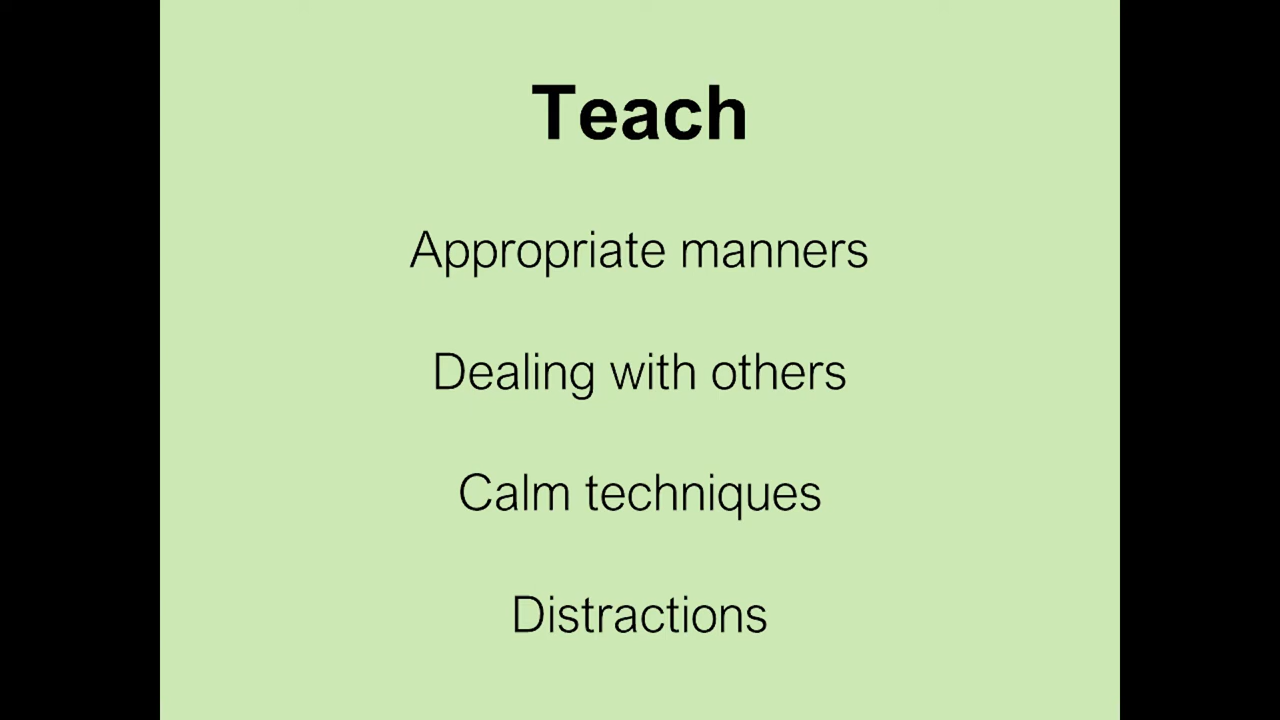 Teach
Appropriate manners
Dealing with others
Calm techniques
Distractions